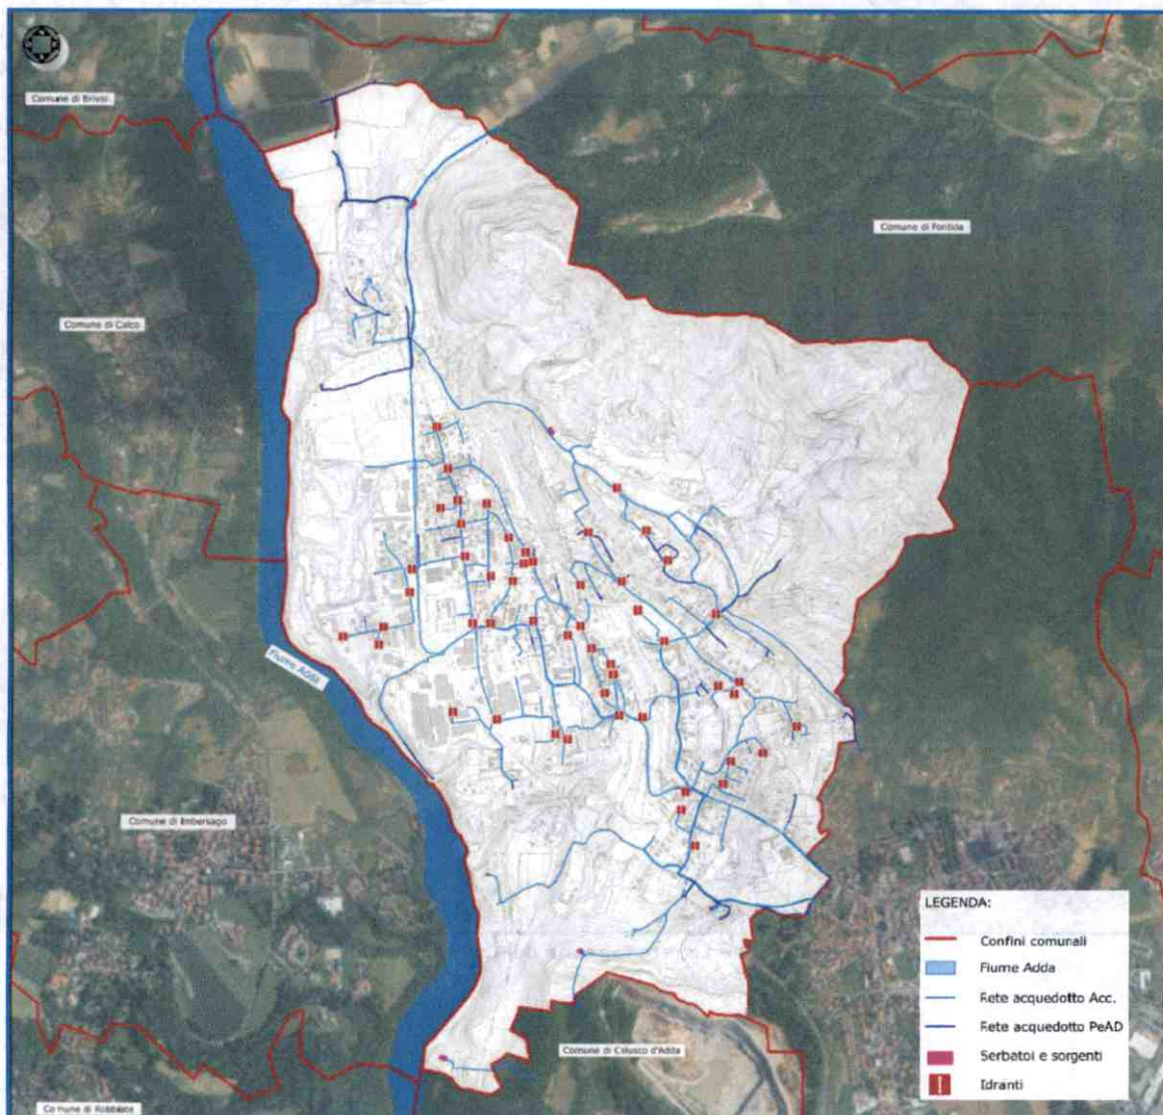 Comune di Brivio
Comune di Pontida
Comune di Calco
Fiume Adda
Comune di Imbersago
LEGENDA:
Confini comunali
Fiume Adda
Rete acquedotto Acc.
Rete acquedotto PeAD
Serbatoi e sorgenti
Idranti
Comune di Calusco d'Adda
Comune di Robbiate